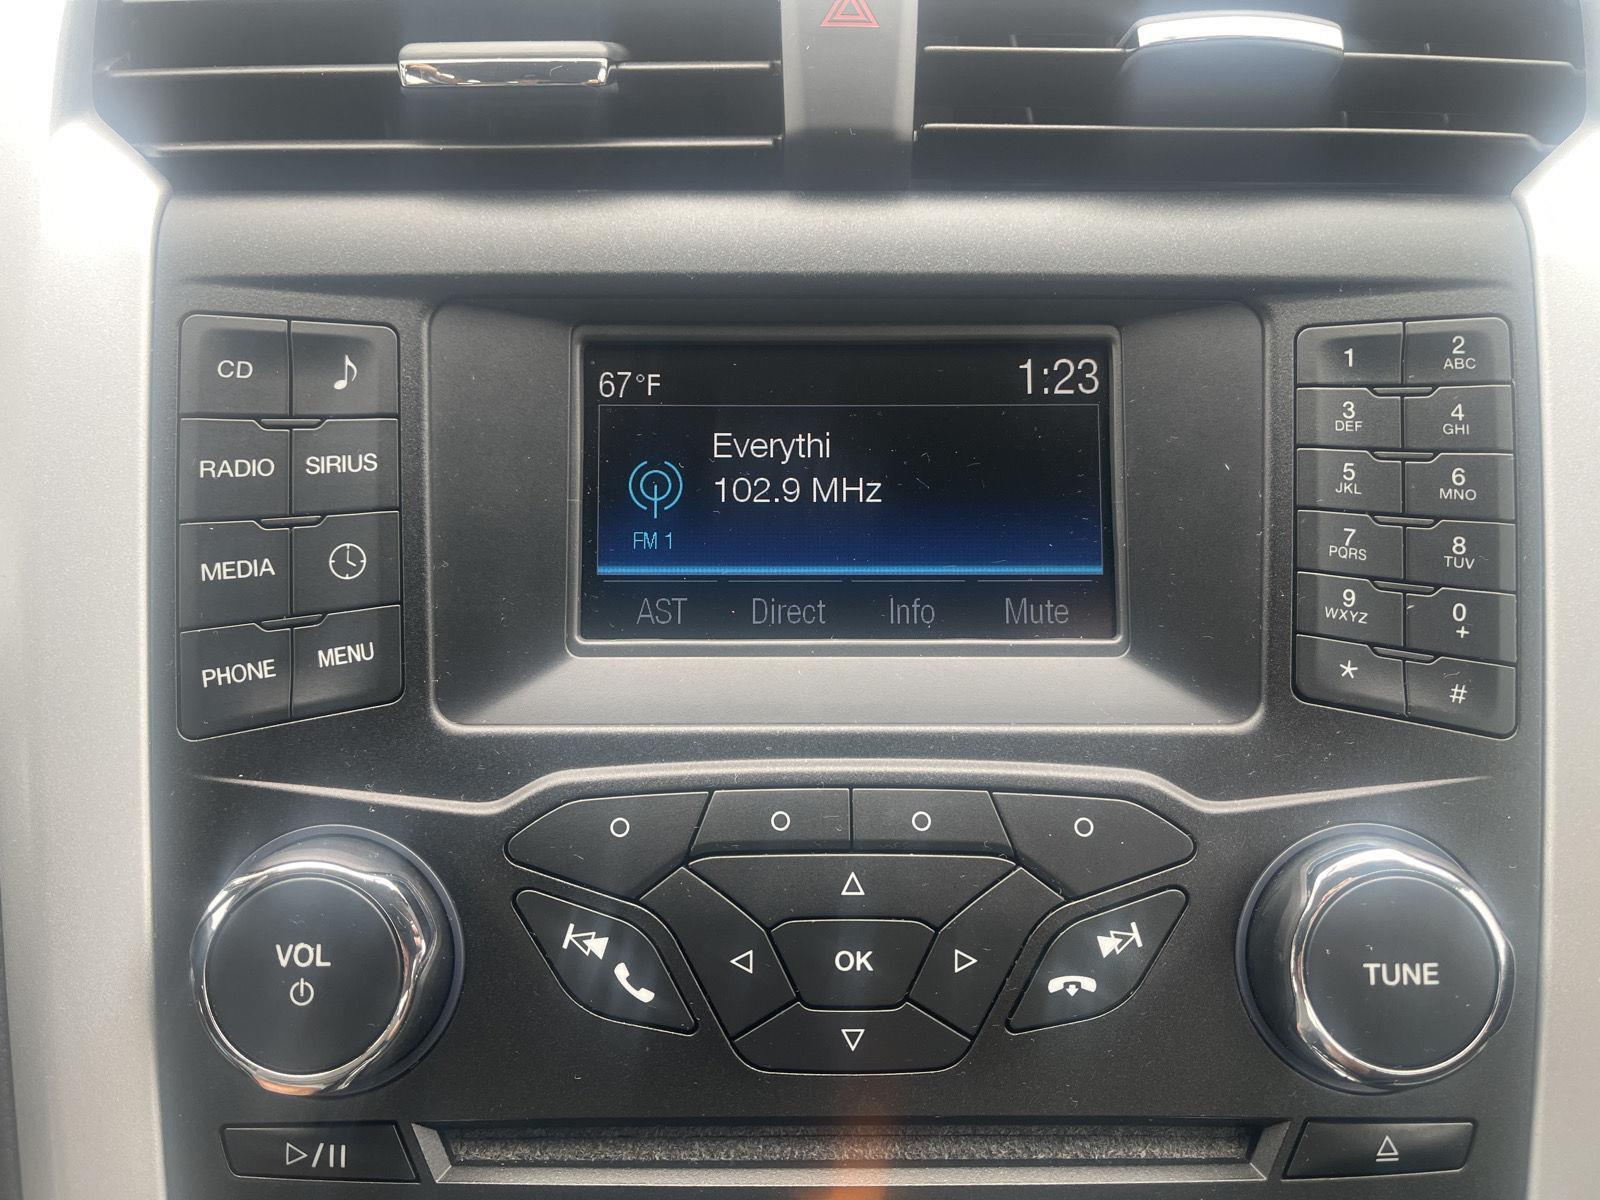 67°F 1:23
Everythi
102.9 MHz
FM 1
AST Direct Info Mute
CD
RADIO SIRIUS
MEDIA
PHONE MENU
1 2 ABC
3 DEF 4 GHI
5 JKL 6 MNO
7 PQRS 8 TUV
9 WXYZ 0 +
* #
VOL
OK
TUNE